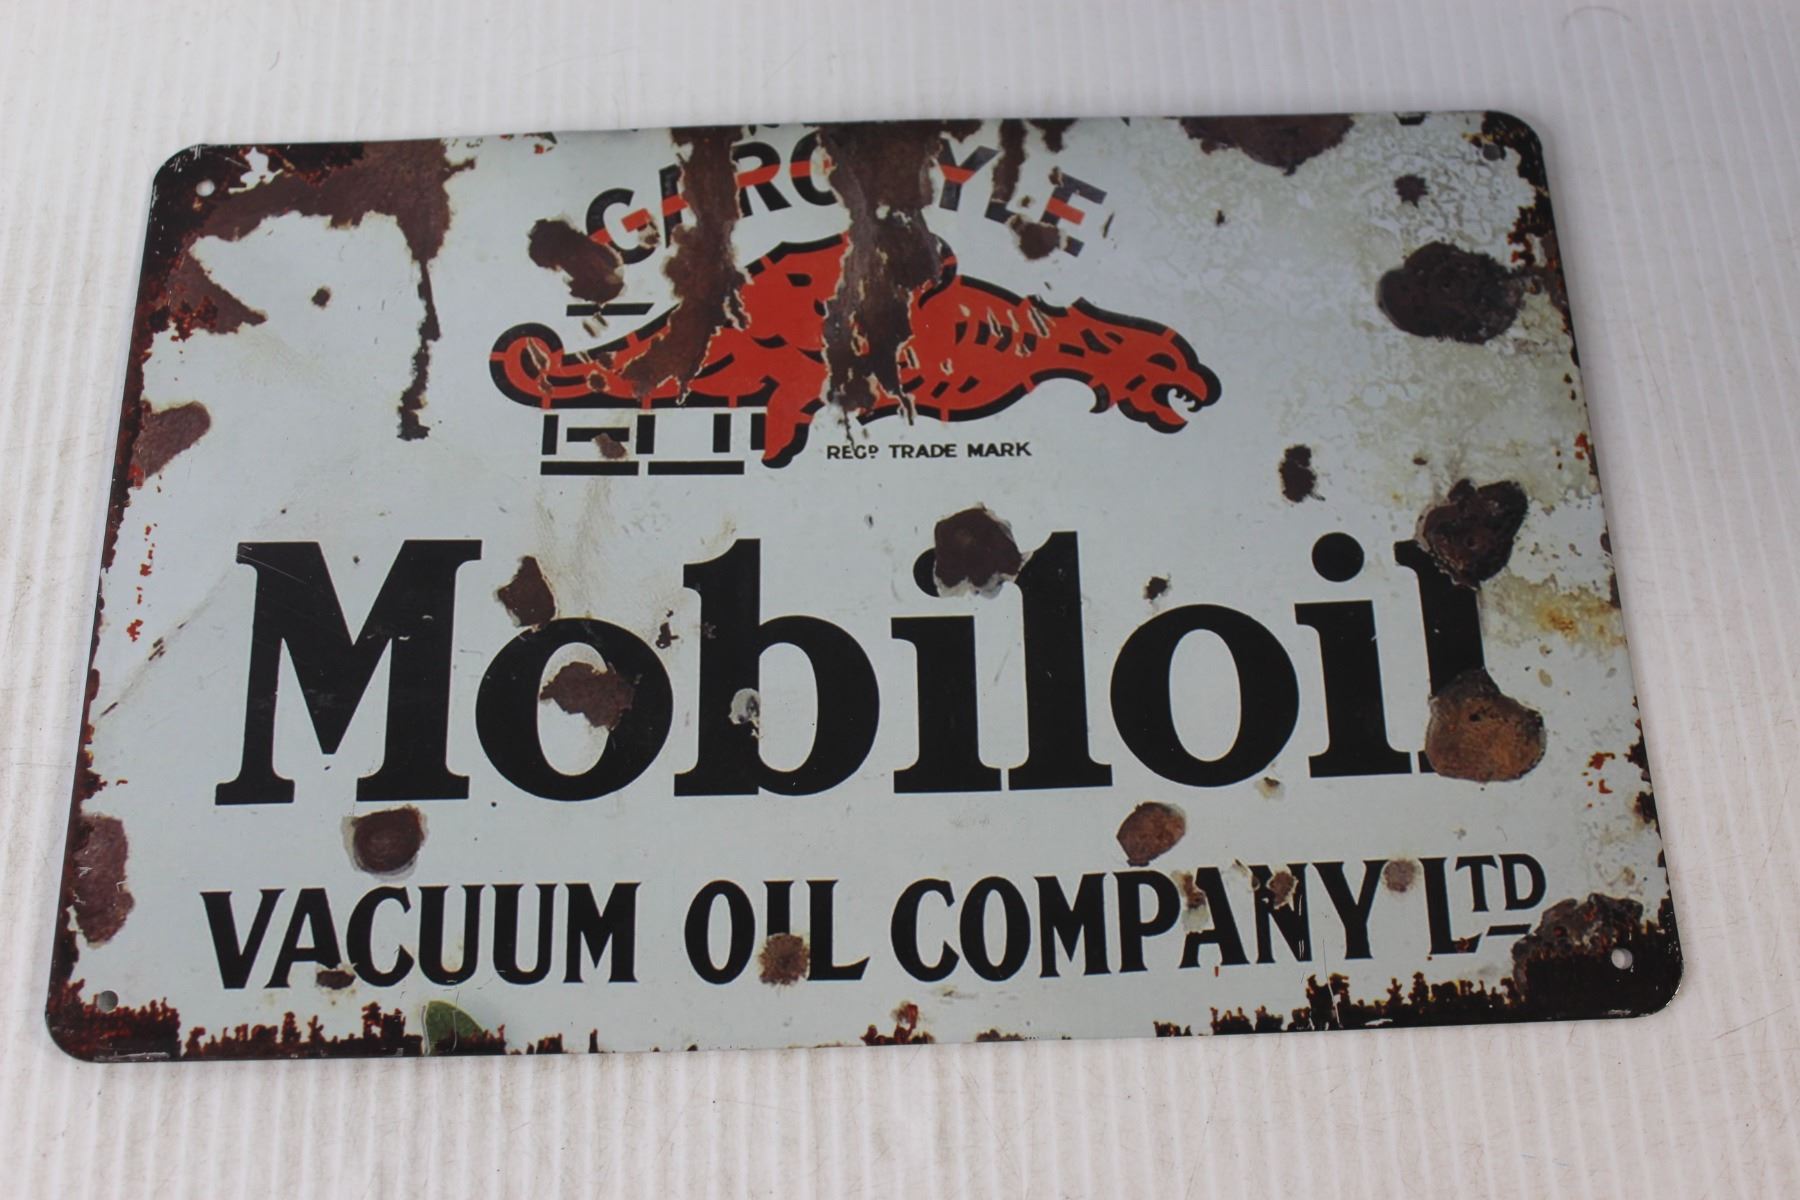 GARGOYLE
REGD TRADE MARK
Mobiloil
VACUUM OIL COMPANY LTD